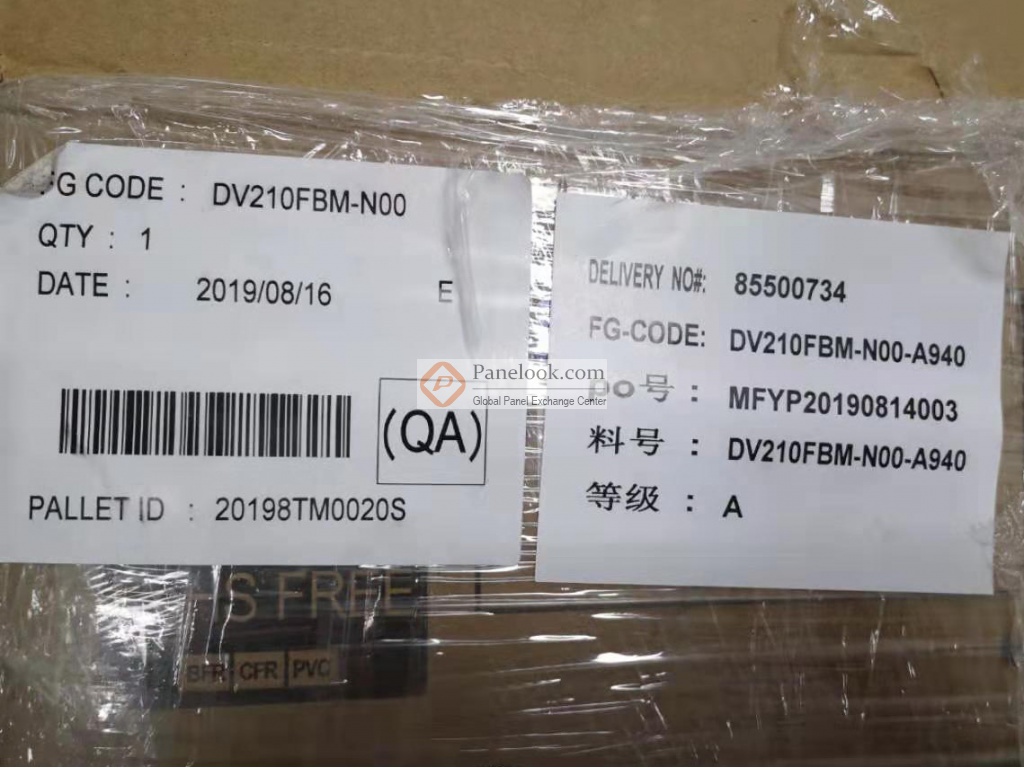 FG CODE : DV210FBM-N00
QTY : 1
DATE : 2019/08/16 E
(QA)
PALLET ID : 20198TM0020S
DELIVERY NO#: 85500734
FG-CODE: DV210FBM-N00-A940
po号 : MFYP20190814003
料号 : DV210FBM-N00-A940
等级 : A
Panelook.com
Global Panel Exchange Center
HS FREE
BFR CFR PVC